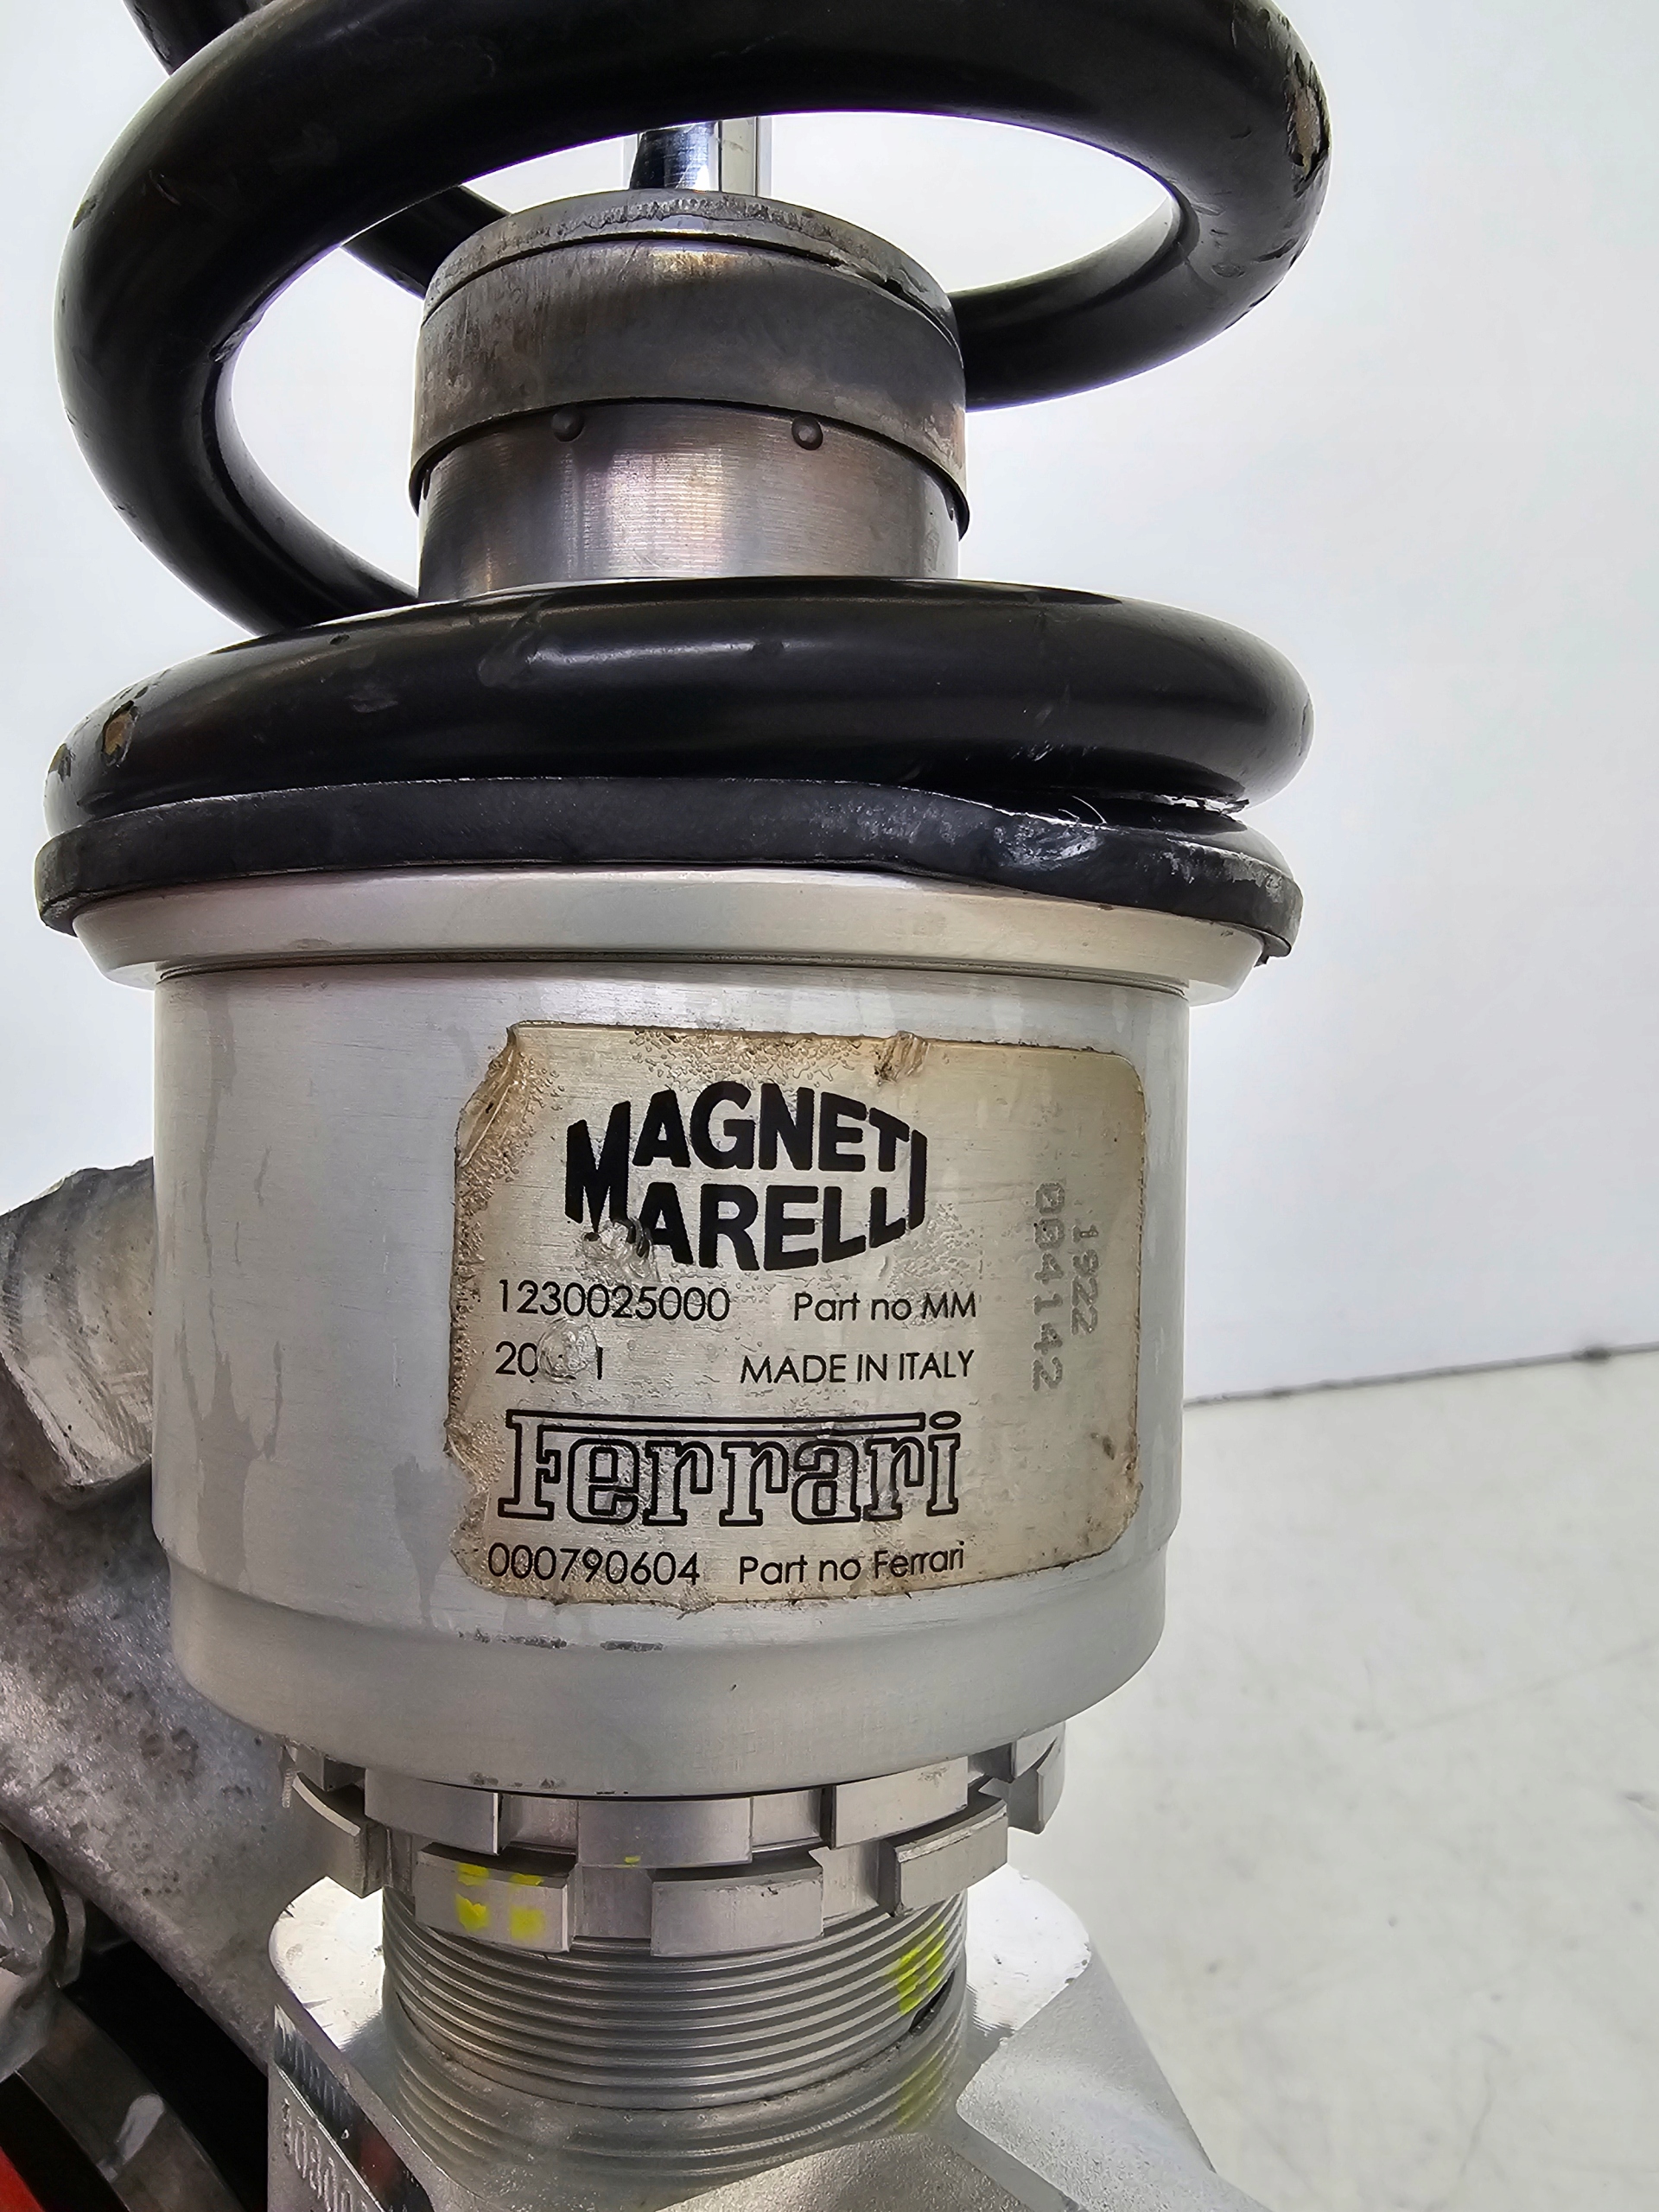 MAGNETI
MARELLI
1230025000 Part no MM
MADE IN ITALY
Ferrari
000790604 Part no Ferrari
1922
004142